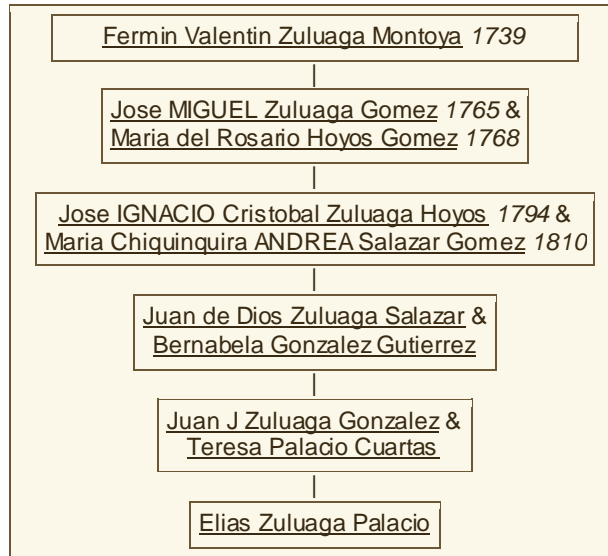 Fermin Valentin Zuluaga Montoya 1739
Jose MIGUEL Zuluaga Gomez 1765 &
Maria del Rosario Hoyos Gomez 1768
Jose IGNACIO Cristobal Zuluaga Hoyos 1794 &
Maria Chiquinquira ANDREA Salazar Gomez 1810
Juan de Dios Zuluaga Salazar &
Bernabela Gonzalez Gutierrez
Juan J Zuluaga Gonzalez &
Teresa Palacio Cuartas
Elias Zuluaga Palacio